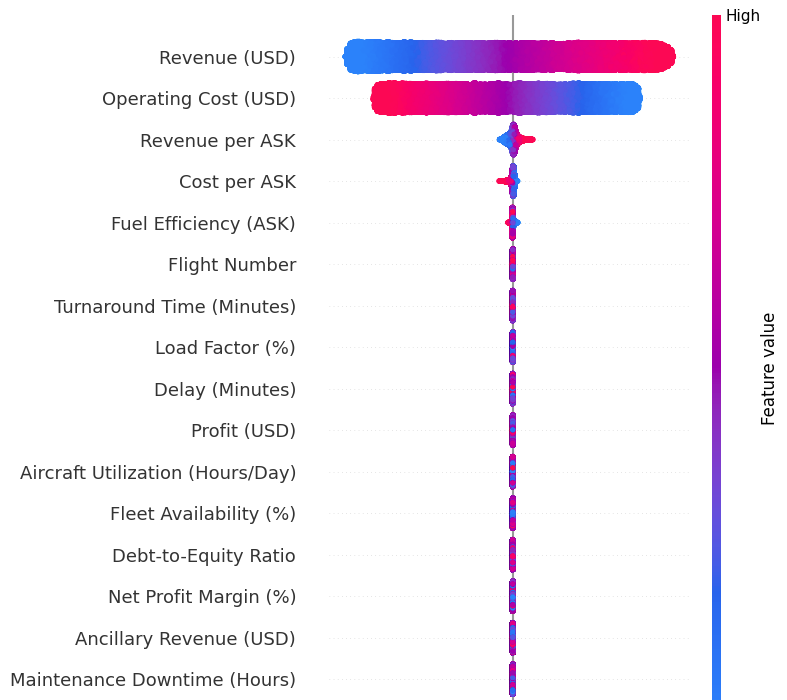 High
Revenue (USD)
Operating Cost (USD)
Revenue per ASK
Cost per ASK
Fuel Efficiency (ASK)
Flight Number
Turnaround Time (Minutes)
Load Factor (%)
Delay (Minutes)
Profit (USD)
Aircraft Utilization (Hours/Day)
Fleet Availability (%)
Debt-to-Equity Ratio
Net Profit Margin (%)
Ancillary Revenue (USD)
Maintenance Downtime (Hours)
Feature value